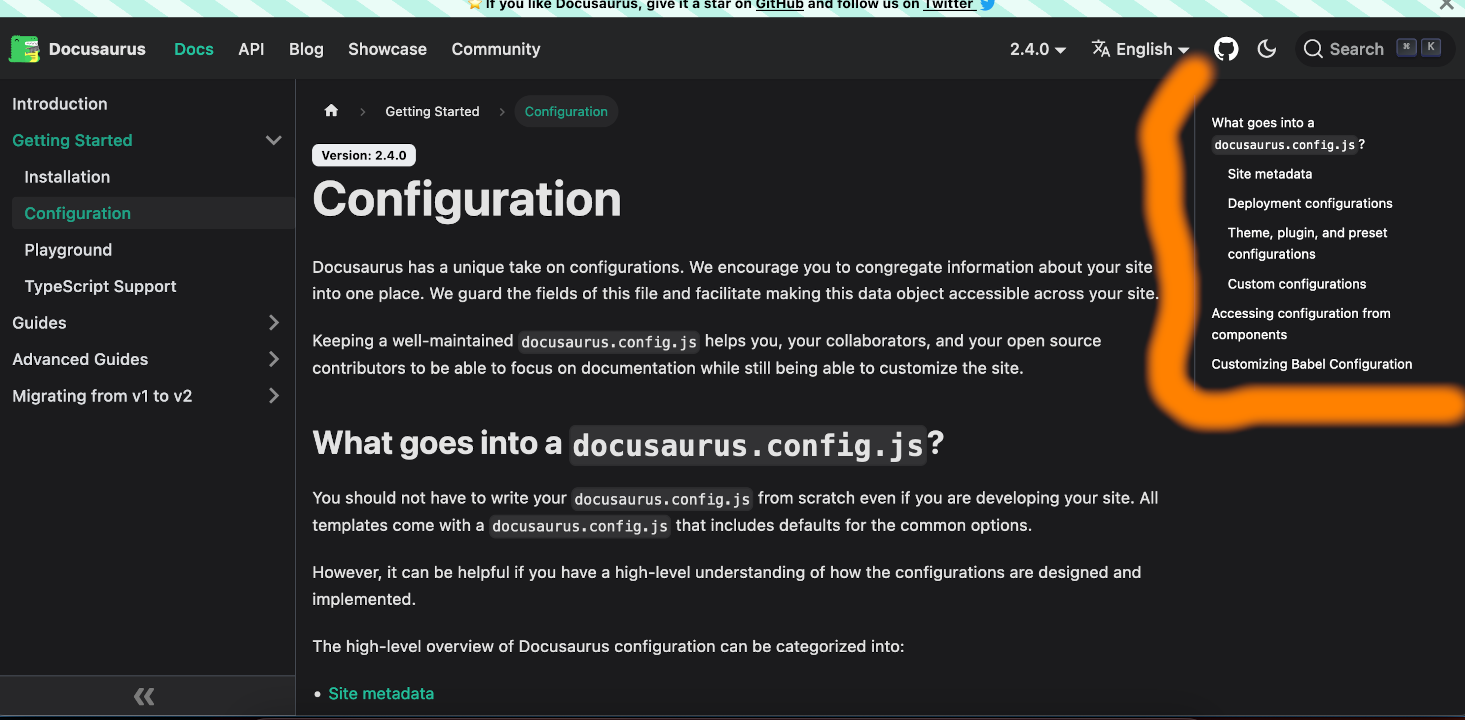 ⭐️ If you like Docusaurus, give it a star on GitHub and follow us on Twitter
Docusaurus Docs API Blog Showcase Community 2.4.0 English Search ⌘ K
Introduction
Getting Started
Installation
Configuration
Playground
TypeScript Support
Guides
Advanced Guides
Migrating from v1 to v2
Getting Started Configuration
Version: 2.4.0
Configuration
Docusaurus has a unique take on configurations. We encourage you to congregate information about your site
into one place. We guard the fields of this file and facilitate making this data object accessible across your site.
Keeping a well-maintained docusaurus.config.js helps you, your collaborators, and your open source
contributors to be able to focus on documentation while still being able to customize the site.
What goes into a docusaurus.config.js?
You should not have to write your docusaurus.config.js from scratch even if you are developing your site. All
templates come with a docusaurus.config.js that includes defaults for the common options.
However, it can be helpful if you have a high-level understanding of how the configurations are designed and
implemented.
The high-level overview of Docusaurus configuration can be categorized into:
• Site metadata
What goes into a
docusaurus.config.js?
Site metadata
Deployment configurations
Theme, plugin, and preset
configurations
Custom configurations
Accessing configuration from
components
Customizing Babel Configuration